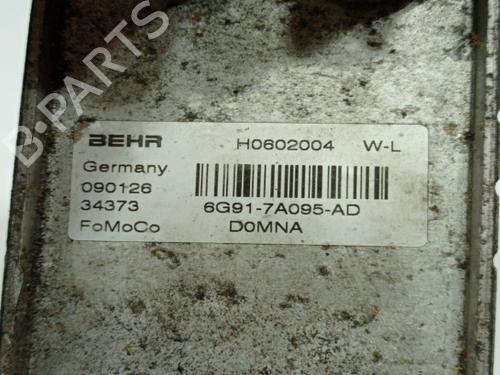 BEHR H0602004 W-L
Germany
090126
34373 6G91-7A095-AD
FoMoCo D0MNA
B-PARTS